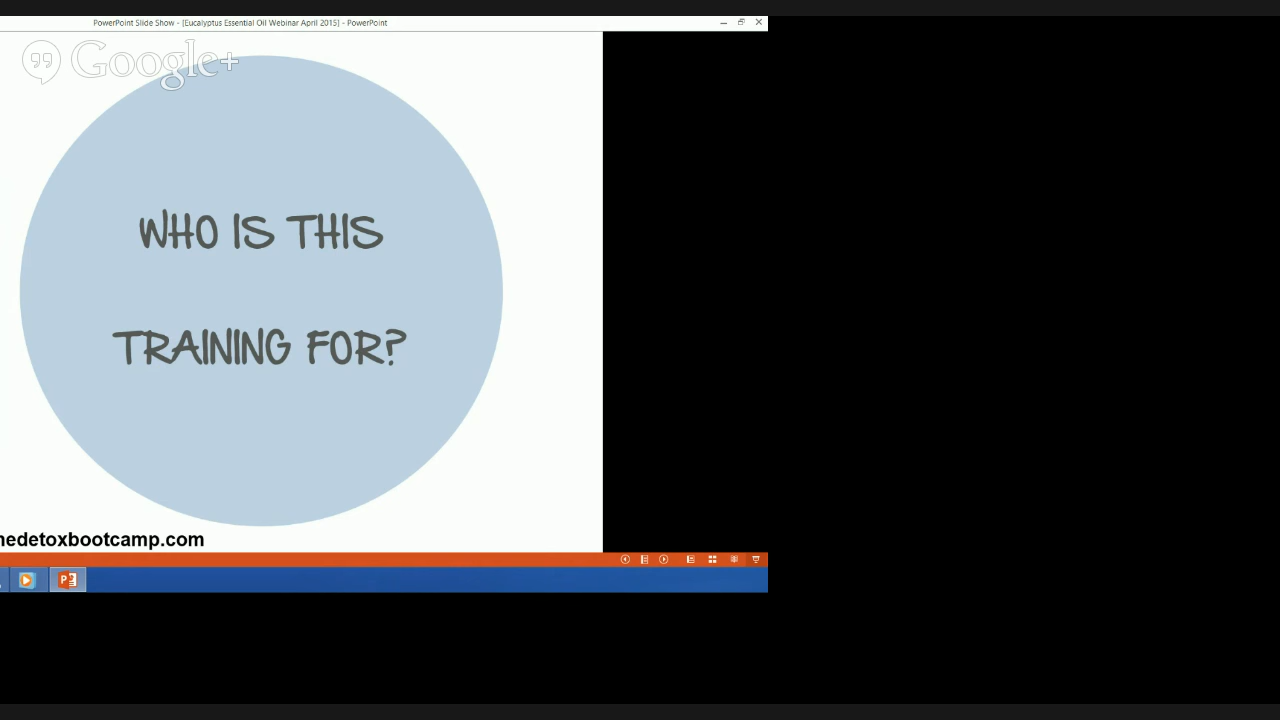 PowerPoint Slide Show - [Eucalyptus Essential Oil Webinar April 2015] - PowerPoint
Google+
WHO IS THIS
TRAINING FOR?
hedetoxbootcamp.com